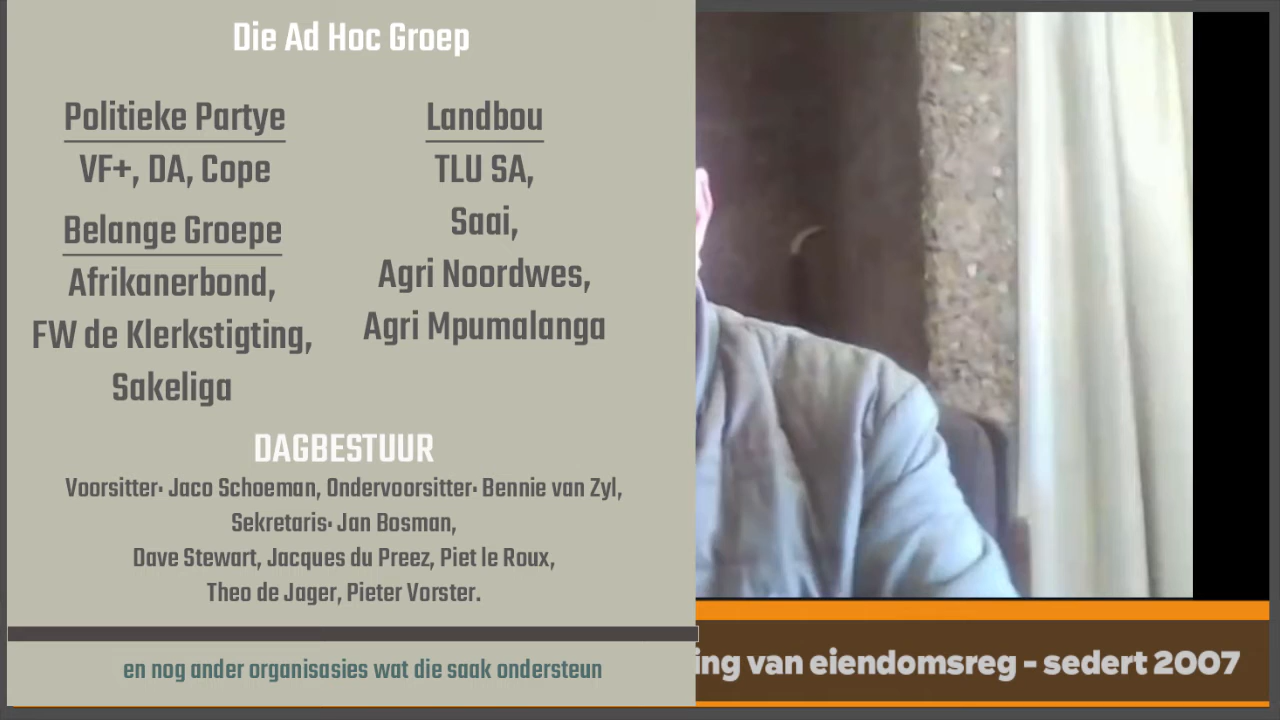 Die Ad Hoc Groep
Politieke Partye
VF+, DA, Cope
Belange Groepe
Afrikanerbond,
FW de Klerkstigting,
Sakeliga
Landbou
TLU SA,
Saai,
Agri Noordwes,
Agri Mpumalanga
DAGBESTUUR
Voorsitter: Jaco Schoeman, Ondervoorsitter: Bennie van Zyl,
Sekretaris: Jan Bosman,
Dave Stewart, Jacques du Preez, Piet le Roux,
Theo de Jager, Pieter Vorster.
en nog ander organisasies wat die saak ondersteun
ing van eiendomsreg - sedert 2007